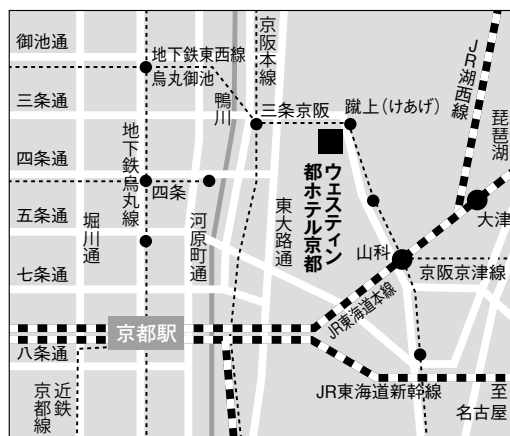 御池通
地下鉄東西線
烏丸御池
鴨川
京阪本線
三条通
三条京阪
蹴上（けあげ）
JR湖西線
琵琶湖
四条通
四条
地下鉄烏丸線
ウェスティン
都ホテル京都
五条通
堀川通
河原町通
東大路通
大津
山科
京阪京津線
七条通
JR東海道本線
京都駅
八条通
近鉄
京都線
JR東海道新幹線
至
名古屋